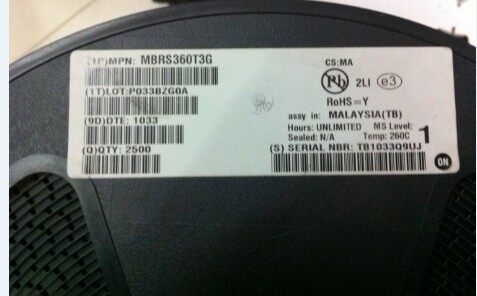 (1P)MPN: MBRS360T3G
CS:MA
Pb 2LI e3
(1T)LOT:P033BZG0A
RoHS=Y
(9D)DTE: 1033
assy in: MALAYSIA(TB)
Hours: UNLIMITED MS Level: 1
Sealed: N/A Temp: 260C
(Q)QTY: 2500
(S) SERIAL NBR: TB1033Q9UJ
ON